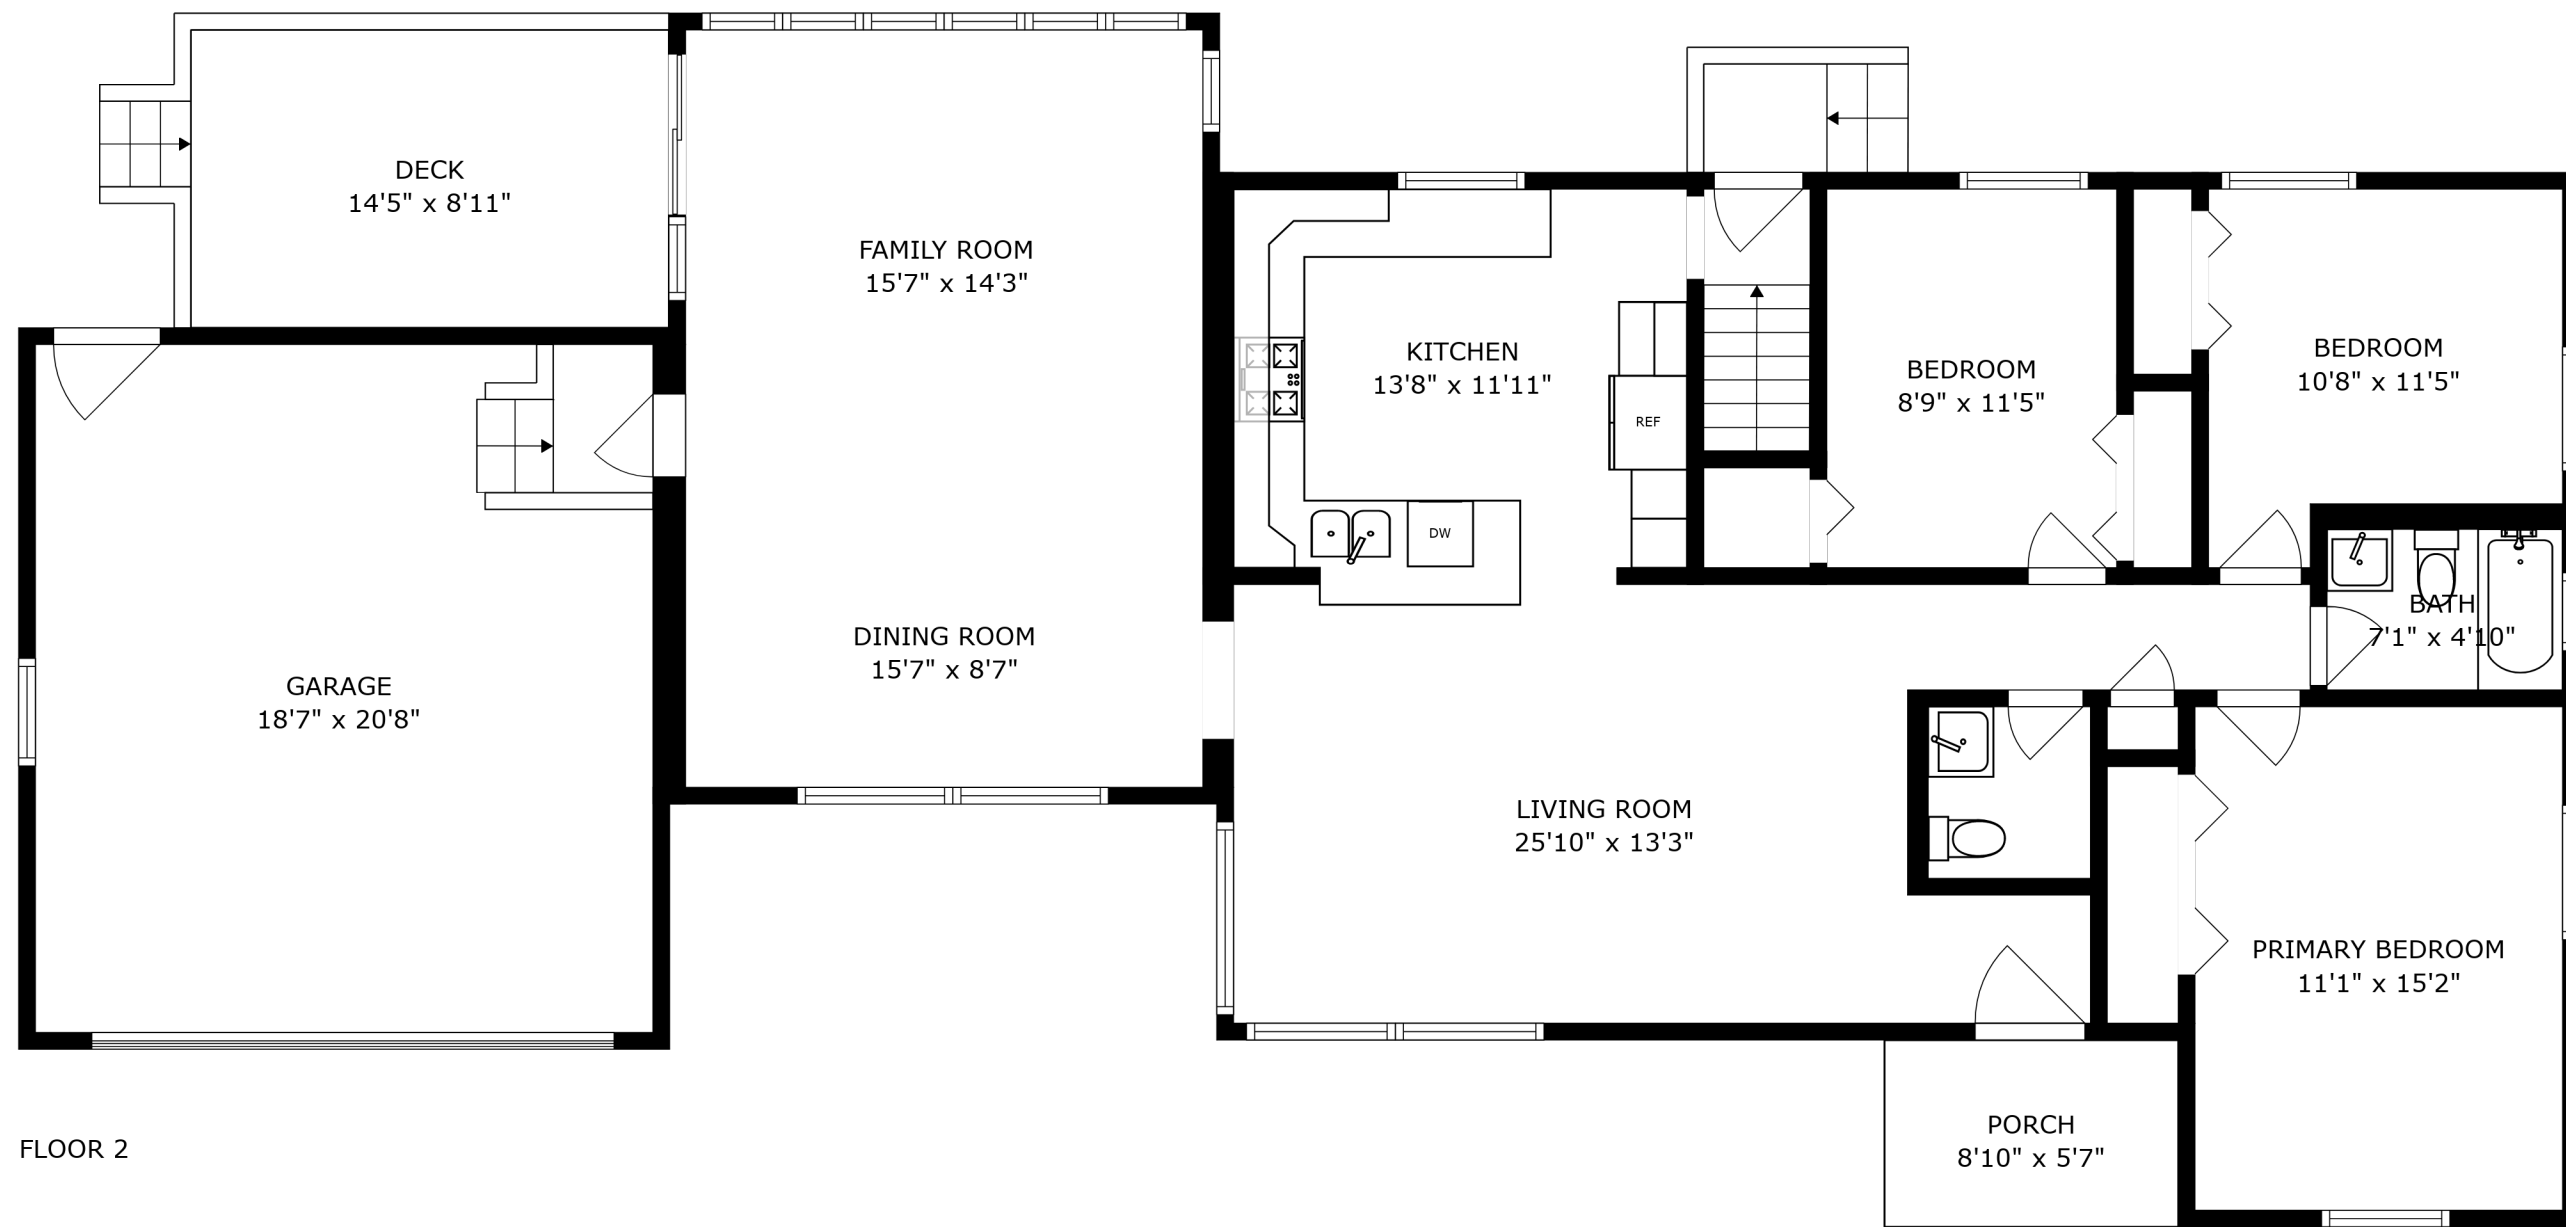 DECK
14'5" x 8'11"
FAMILY ROOM
15'7" x 14'3"
KITCHEN
13'8" x 11'11"
REF
DW
BEDROOM
8'9" x 11'5"
BEDROOM
10'8" x 11'5"
BATH
7'1" x 4'10"
DINING ROOM
15'7" x 8'7"
GARAGE
18'7" x 20'8"
LIVING ROOM
25'10" x 13'3"
PRIMARY BEDROOM
11'1" x 15'2"
PORCH
8'10" x 5'7"
FLOOR 2